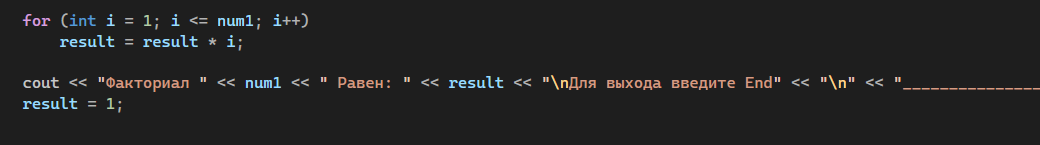 for (int i = 1; i <= num1; i++)
result = result * i;
cout << "Факториал " << num1 << " Равен: " << result << "\nДля выхода введите End" << "\n" << "_______________
result = 1;